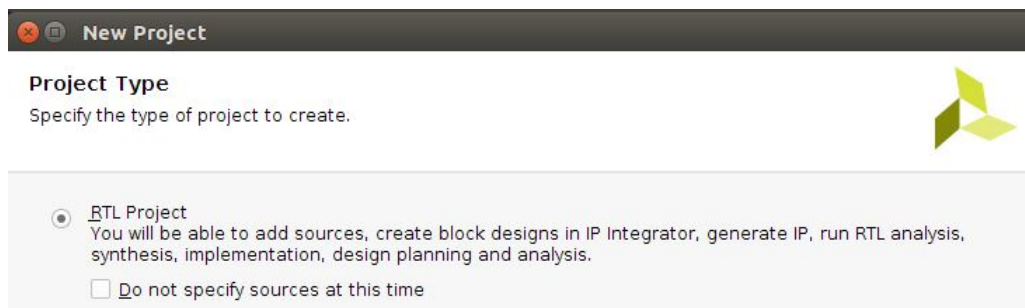 New Project
Project Type
Specify the type of project to create.
RTL Project
You will be able to add sources, create block designs in IP Integrator, generate IP, run RTL analysis,
synthesis, implementation, design planning and analysis.
Do not specify sources at this time